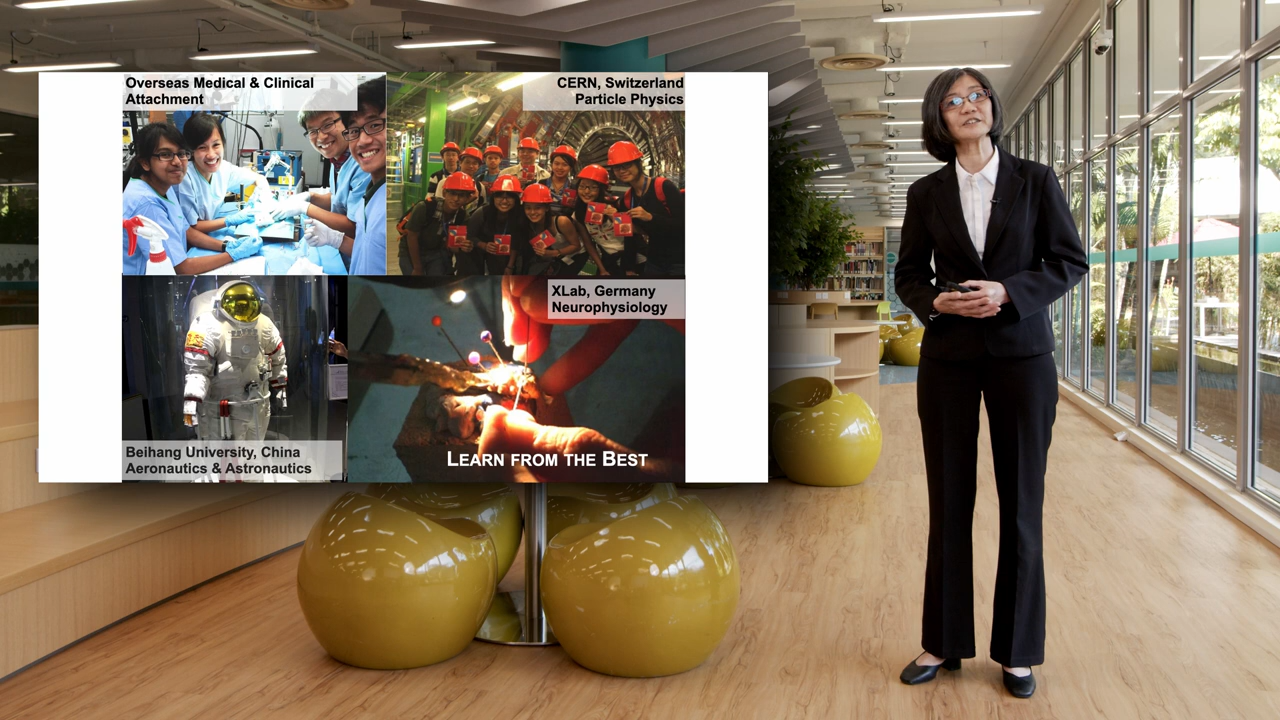 Overseas Medical & Clinical
Attachment
CERN, Switzerland
Particle Physics
XLab, Germany
Neurophysiology
Beihang University, China
Aeronautics & Astronautics
LEARN FROM THE BEST